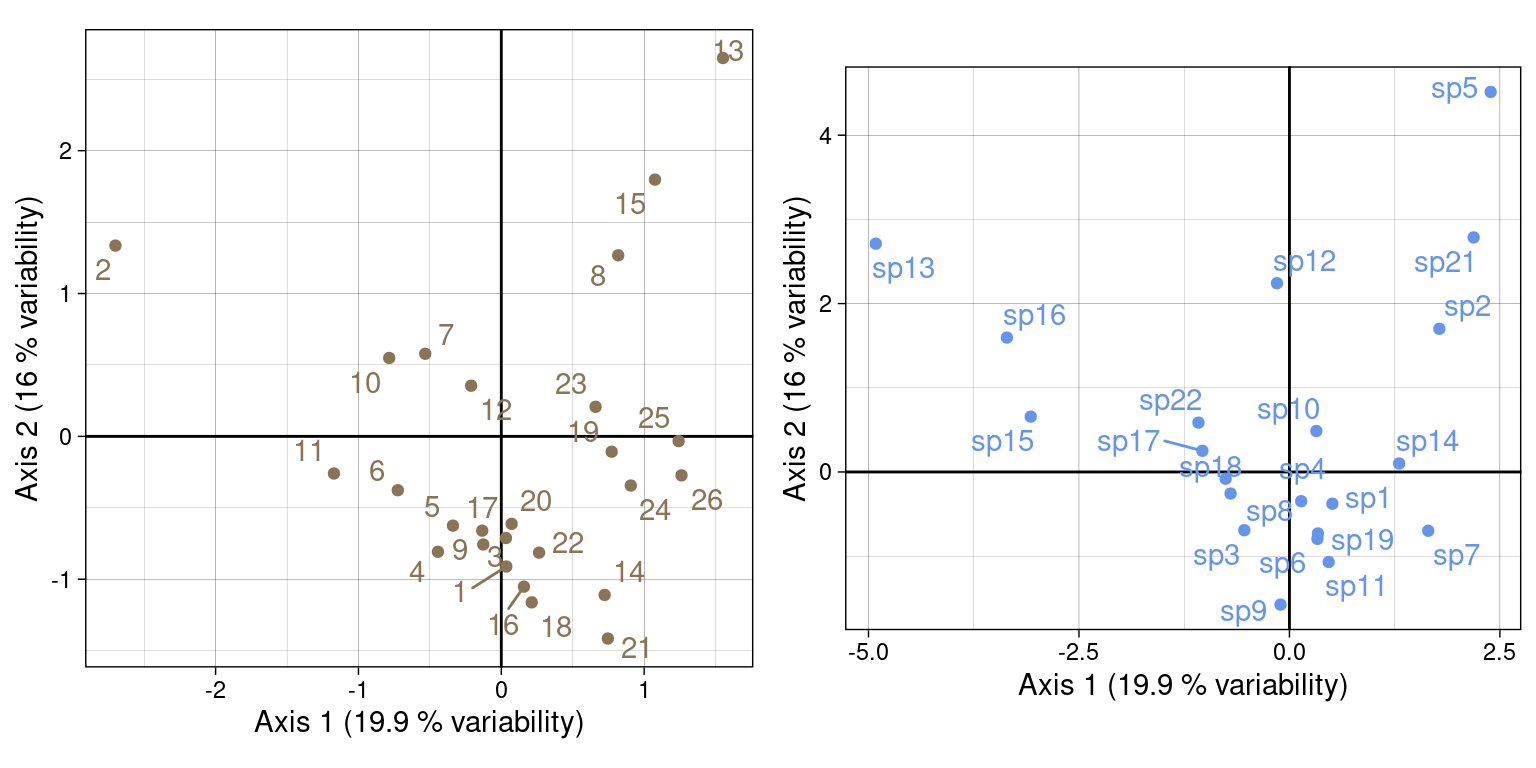 13
2
15
8
2
1
7
10
12
23
25
19
0
11
6
26
24
5
17
20
9
3
22
4
1
14
-1
16
18
21
-2
-1
0
1
Axis 1 (19.9 % variability)
Axis 2 (16 % variability)
sp5
4
sp12
sp21
sp13
2
sp16
sp2
sp22
sp10
sp15
sp17
sp14
sp18
sp4
0
sp1
sp8
sp3
sp6
sp19
sp7
sp11
sp9
-5.0
-2.5
0.0
2.5
Axis 1 (19.9 % variability)
Axis 2 (16 % variability)